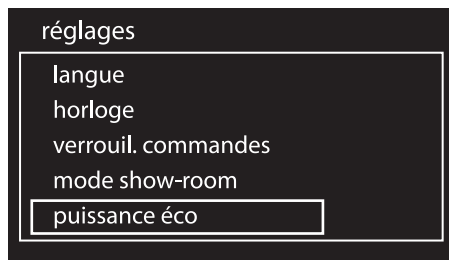 réglages
langue
horloge
verrouil. commandes
mode show-room
puissance éco